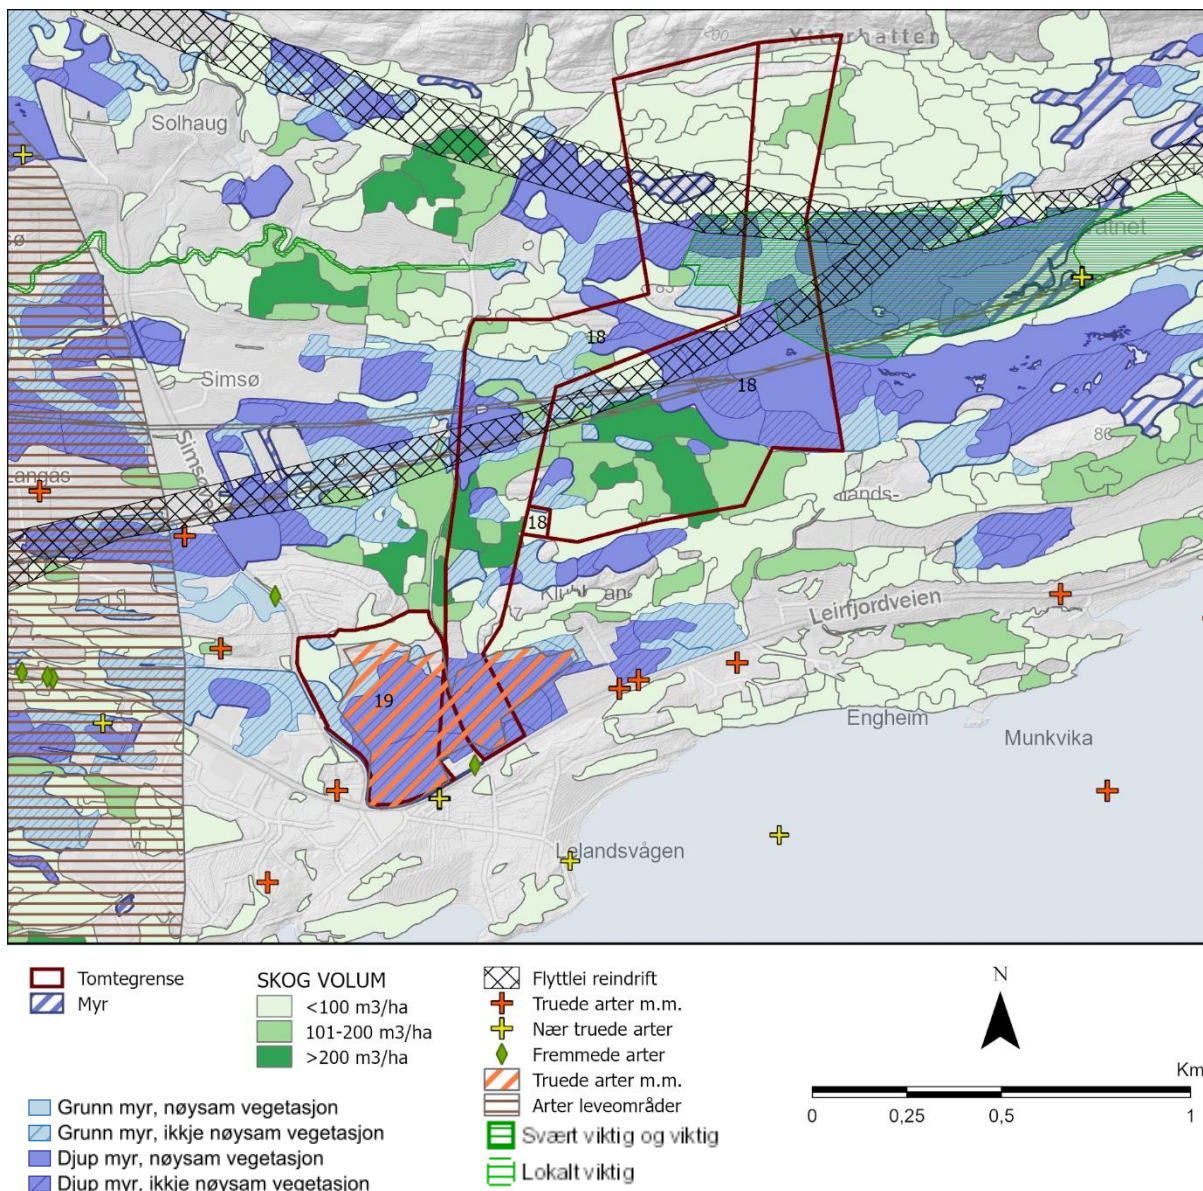 Ytterhatten
Solhaug
18
Simsø
18
Langås
18
Leirfjordveien
19
Engheim
Munkvika
Lelandsvågen
Tomtegrense
Myr
SKOG VOLUM
<100 m3/ha
101-200 m3/ha
>200 m3/ha
Grunn myr, nøysam vegetasjon
Grunn myr, ikkje nøysam vegetasjon
Djup myr, nøysam vegetasjon
Djup myr, ikkje nøysam vegetasjon
Flyttlei reindrift
Truede arter m.m.
Nær truede arter
Fremmede arter
Truede arter m.m.
Arter leveområder
Svært viktig og viktig
Lokalt viktig
N
Km
0 0,25 0,5 1